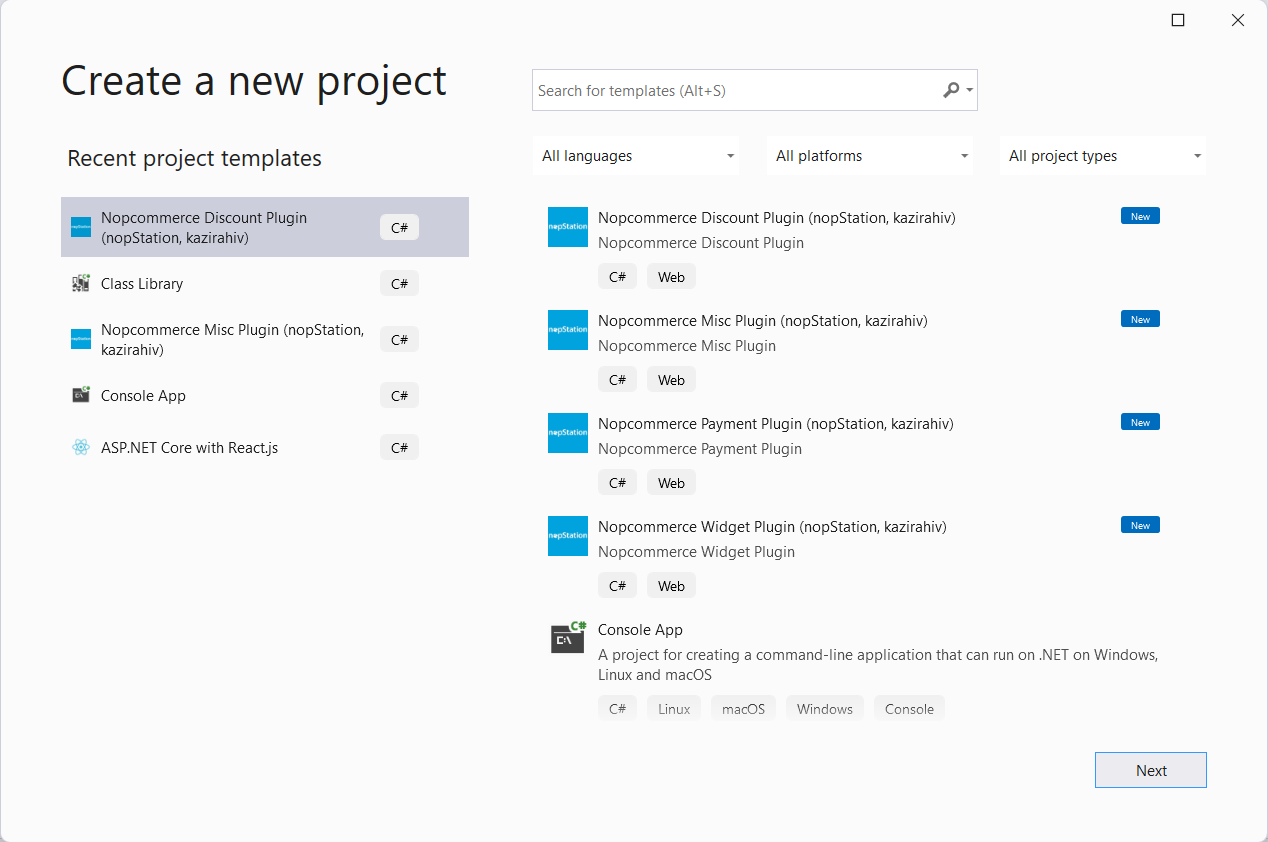 Create a new project
Search for templates (Alt+S)
Recent project templates
All languages
All platforms
All project types
Nopcommerce Discount Plugin
(nopStation, kazirahiv)
C#
Class Library
C#
Nopcommerce Misc Plugin (nopStation,
kazirahiv)
C#
Console App
C#
ASP.NET Core with React.js
C#
nopStation
Nopcommerce Discount Plugin (nopStation, kazirahiv)
New
Nopcommerce Discount Plugin
C#
Web
nopStation
Nopcommerce Misc Plugin (nopStation, kazirahiv)
New
Nopcommerce Misc Plugin
C#
Web
nopStation
Nopcommerce Payment Plugin (nopStation, kazirahiv)
New
Nopcommerce Payment Plugin
C#
Web
nopStation
Nopcommerce Widget Plugin (nopStation, kazirahiv)
New
Nopcommerce Widget Plugin
C#
Web
C#
C:\
Console App
A project for creating a command-line application that can run on .NET on Windows,
Linux and macOS
C#
Linux
macOS
Windows
Console
Next